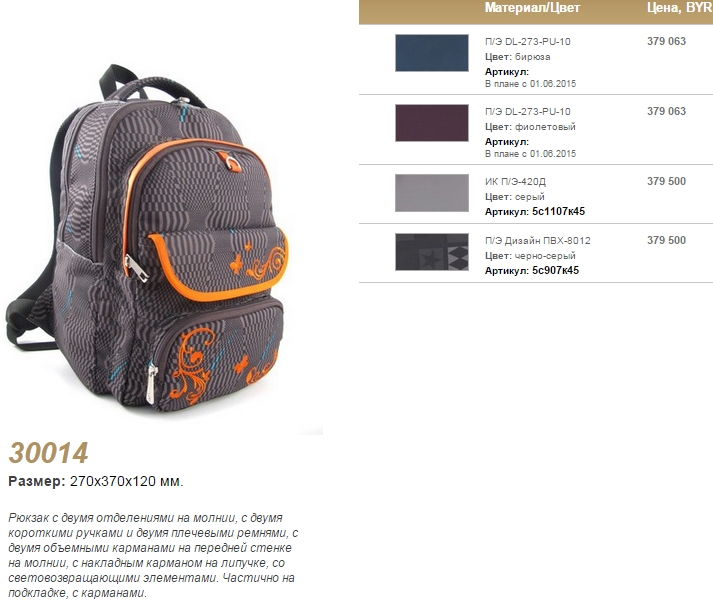 Материал/Цвет Цена, BYR
П/Э DL-273-PU-10 379 063
Цвет: бирюза
Артикул:
В плане с 01.06.2015
П/Э DL-273-PU-10 379 063
Цвет: фиолетовый
Артикул:
В плане с 01.06.2015
ИК П/Э-420Д 379 500
Цвет: серый
Артикул: 5с1107к45
П/Э Дизайн ПВХ-8012 379 500
Цвет: черно-серый
Артикул: 5с907к45
30014
Размер: 270х370х120 мм.
Рюкзак с двумя отделениями на молнии, с двумя
короткими ручками и двумя плечевыми ремнями, с
двумя объемными карманами на передней стенке
на молнии, с накладным карманом на липучке, со
световозвращающими элементами. Частично на
подкладке, с карманами.